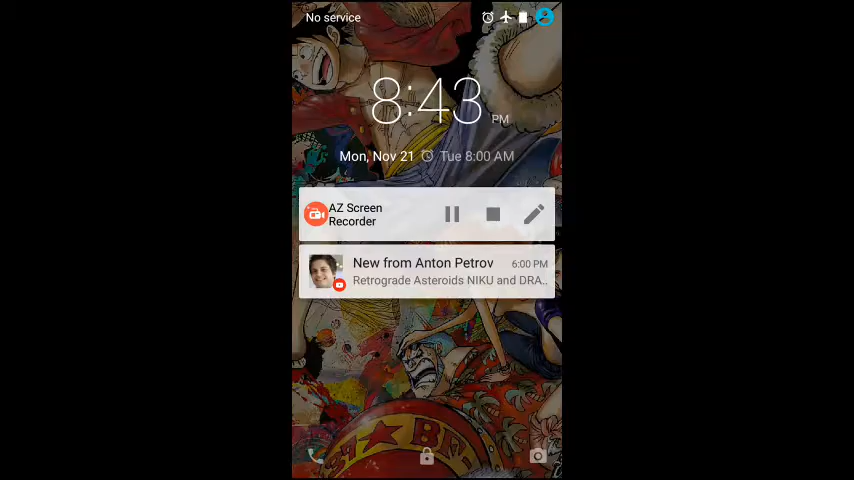 No service
8:43 PM
Mon, Nov 21 Tue 8:00 AM
AZ Screen
Recorder
New from Anton Petrov 6:00 PM
Retrograde Asteroids NIKU and DRA..